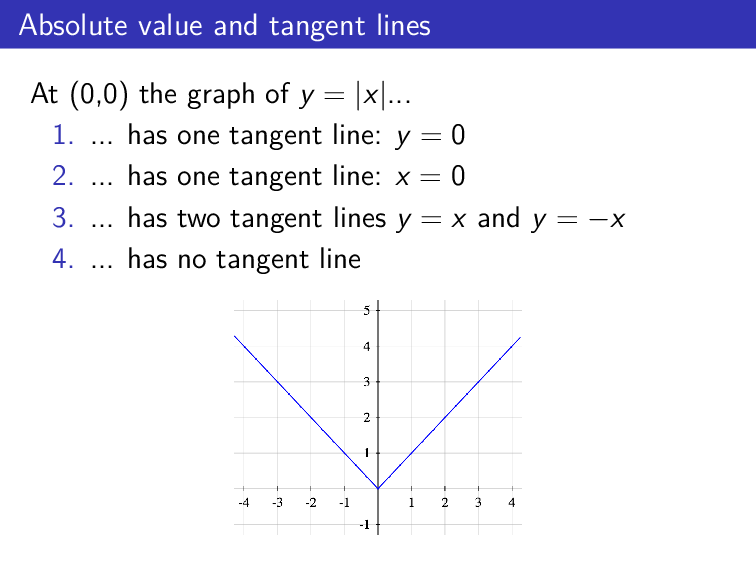 Absolute value and tangent lines
At (0,0) the graph of y = |x|...
1. ... has one tangent line: y = 0
2. ... has one tangent line: x = 0
3. ... has two tangent lines y = x and y = −x
4. ... has no tangent line
5
4
3
2
1
-4 -3 -2 -1 1 2 3 4
-1